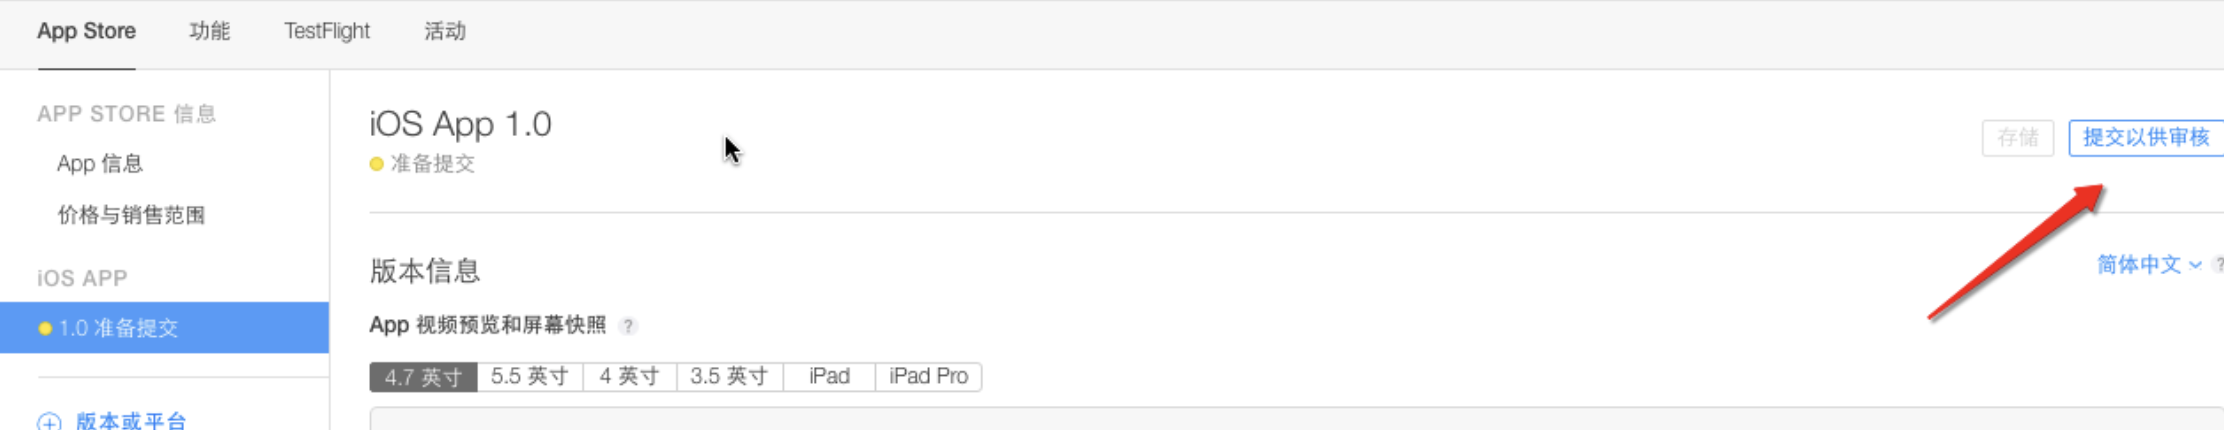 App Store 功能 TestFlight 活动
APP STORE 信息
App 信息
价格与销售范围
iOS APP
1.0 准备提交
版本或平台
iOS App 1.0
准备提交
存储 提交以供审核
版本信息
简体中文 ?
App 视频预览和屏幕快照 ?
4.7 英寸 5.5 英寸 4 英寸 3.5 英寸 iPad iPad Pro